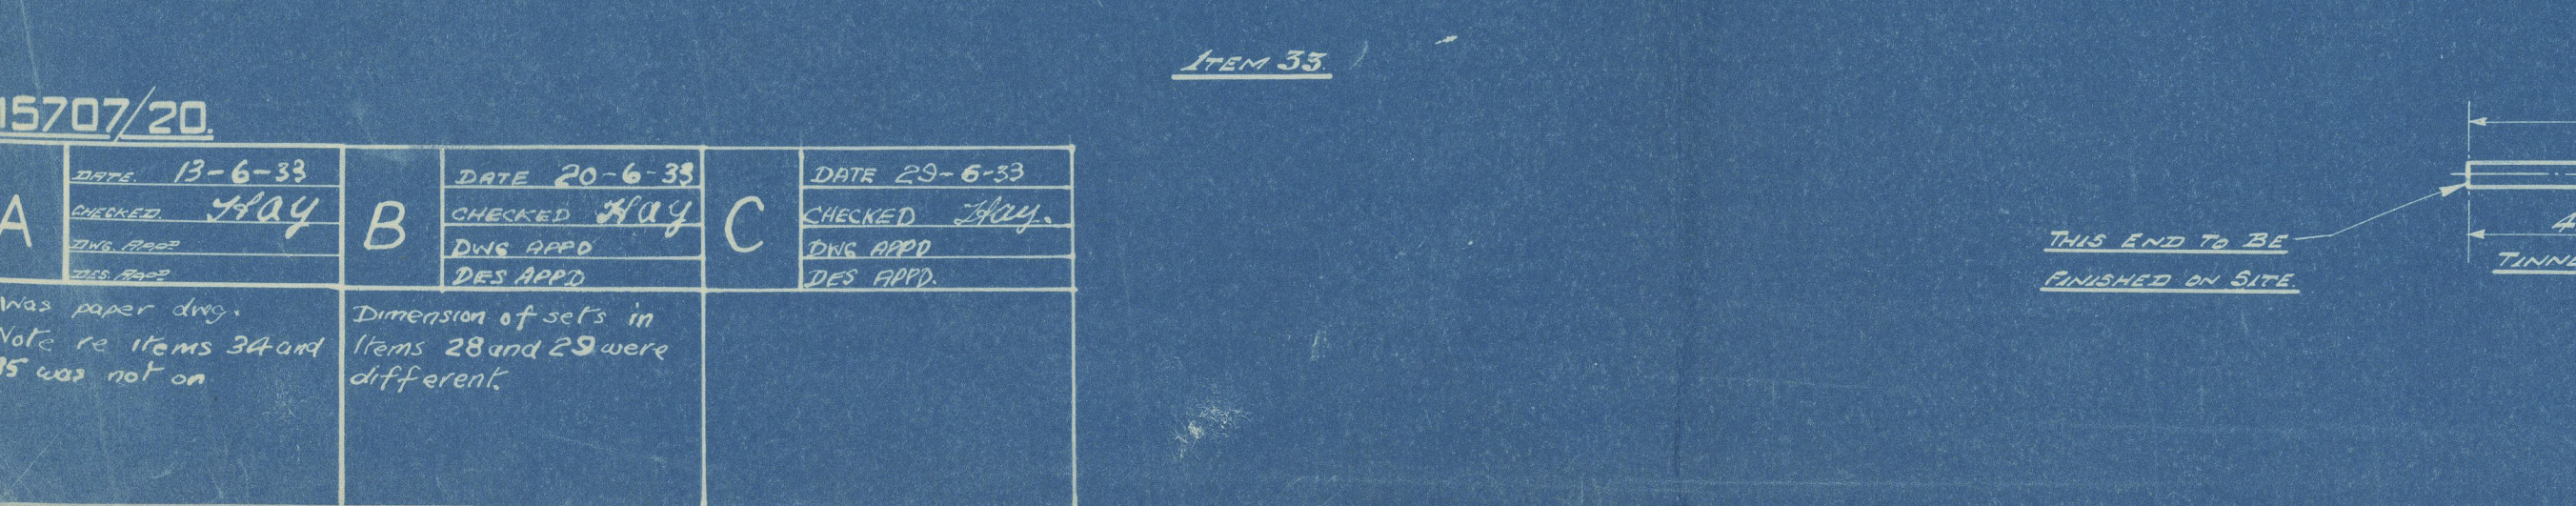 ITEM 33.
15707/20.
A
DATE. 13-6-33
CHECKED. Hay
DWG. APPD
DES. APPD
Was paper dwg.
Note re items 34 and
35 was not on
B
DATE 20-6-33
CHECKED Hay
DWG APPD
DES APPD
Dimension of sets in
Items 28 and 29 were
different.
C
DATE 29-6-33
CHECKED Hay.
DWG APPD
DES APPD.
THIS END TO BE
FINISHED ON SITE.
4